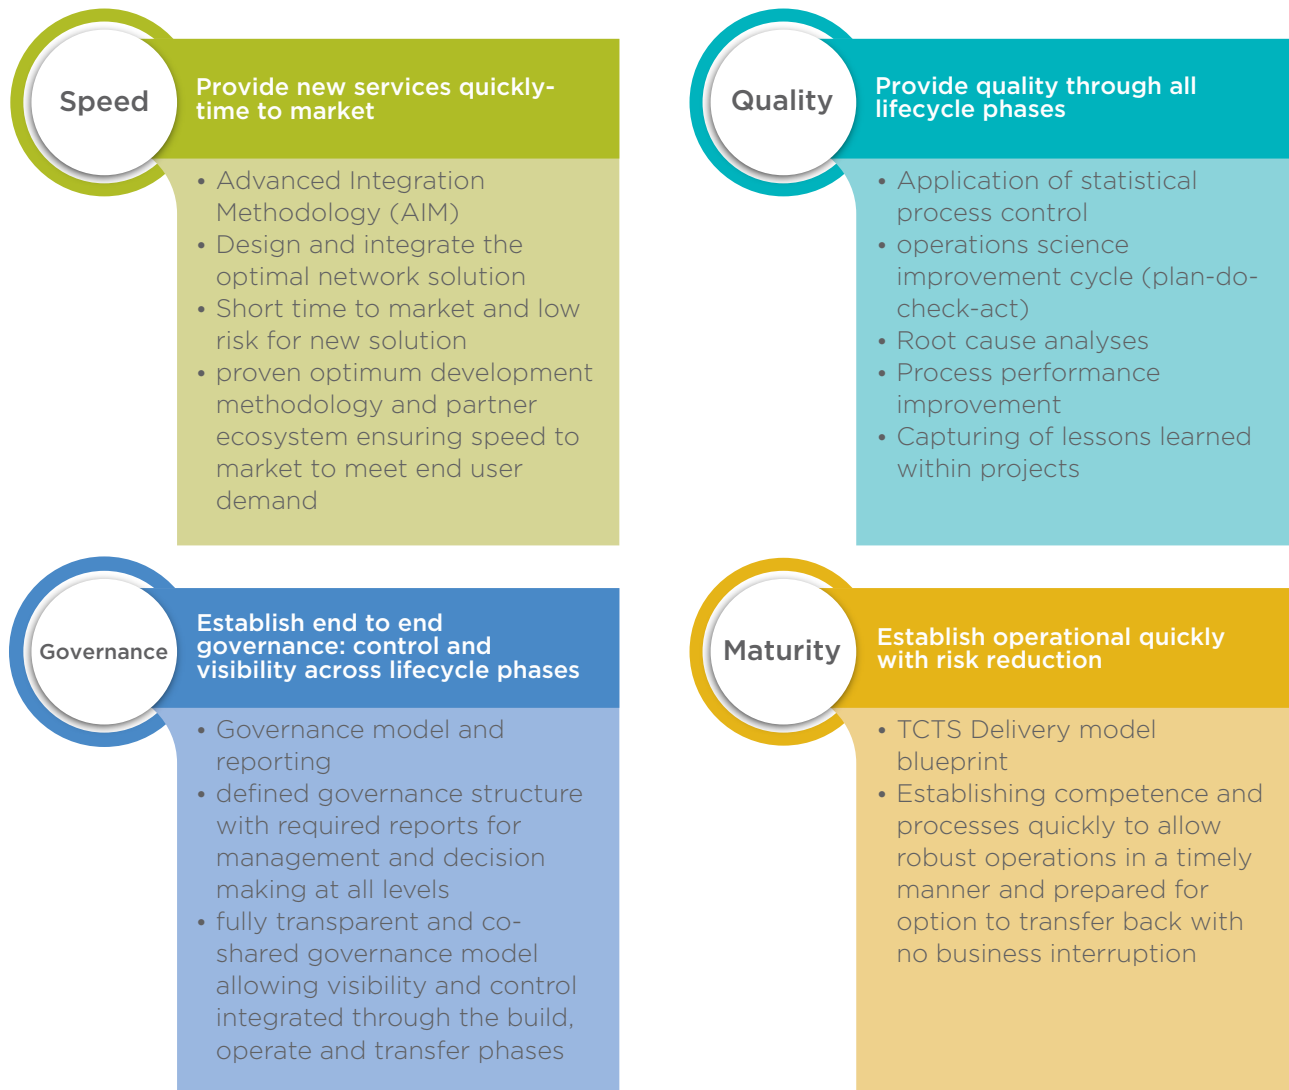 Speed
Provide new services quickly-
time to market
• Advanced Integration
Methodology (AIM)
• Design and integrate the
optimal network solution
• Short time to market and low
risk for new solution
• proven optimum development
methodology and partner
ecosystem ensuring speed to
market to meet end user
demand
Quality
Provide quality through all
lifecycle phases
• Application of statistical
process control
• operations science
improvement cycle (plan-do-
check-act)
• Root cause analyses
• Process performance
improvement
• Capturing of lessons learned
within projects
Governance
Establish end to end
governance: control and
visibility across lifecycle phases
• Governance model and
reporting
• defined governance structure
with required reports for
management and decision
making at all levels
• fully transparent and co-
shared governance model
allowing visibility and control
integrated through the build,
operate and transfer phases
Maturity
Establish operational quickly
with risk reduction
• TCTS Delivery model
blueprint
• Establishing competence and
processes quickly to allow
robust operations in a timely
manner and prepared for
option to transfer back with
no business interruption